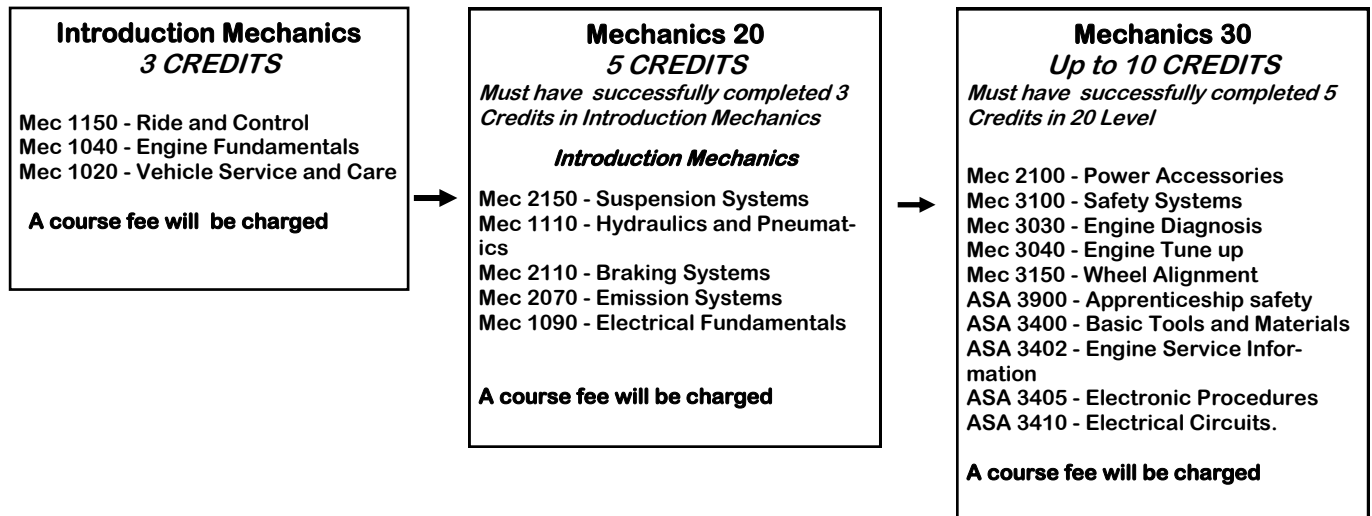 Introduction Mechanics
3 CREDITS
Mec 1150 - Ride and Control
Mec 1040 - Engine Fundamentals
Mec 1020 - Vehicle Service and Care
A course fee will be charged
Mechanics 20
5 CREDITS
Must have successfully completed 3
Credits in Introduction Mechanics
Introduction Mechanics
Mec 2150 - Suspension Systems
Mec 1110 - Hydraulics and Pneumat-
ics
Mec 2110 - Braking Systems
Mec 2070 - Emission Systems
Mec 1090 - Electrical Fundamentals
A course fee will be charged
Mechanics 30
Up to 10 CREDITS
Must have successfully completed 5
Credits in 20 Level
Mec 2100 - Power Accessories
Mec 3100 - Safety Systems
Mec 3030 - Engine Diagnosis
Mec 3040 - Engine Tune up
Mec 3150 - Wheel Alignment
ASA 3900 - Apprenticeship safety
ASA 3400 - Basic Tools and Materials
ASA 3402 - Engine Service Infor-
mation
ASA 3405 - Electronic Procedures
ASA 3410 - Electrical Circuits.
A course fee will be charged